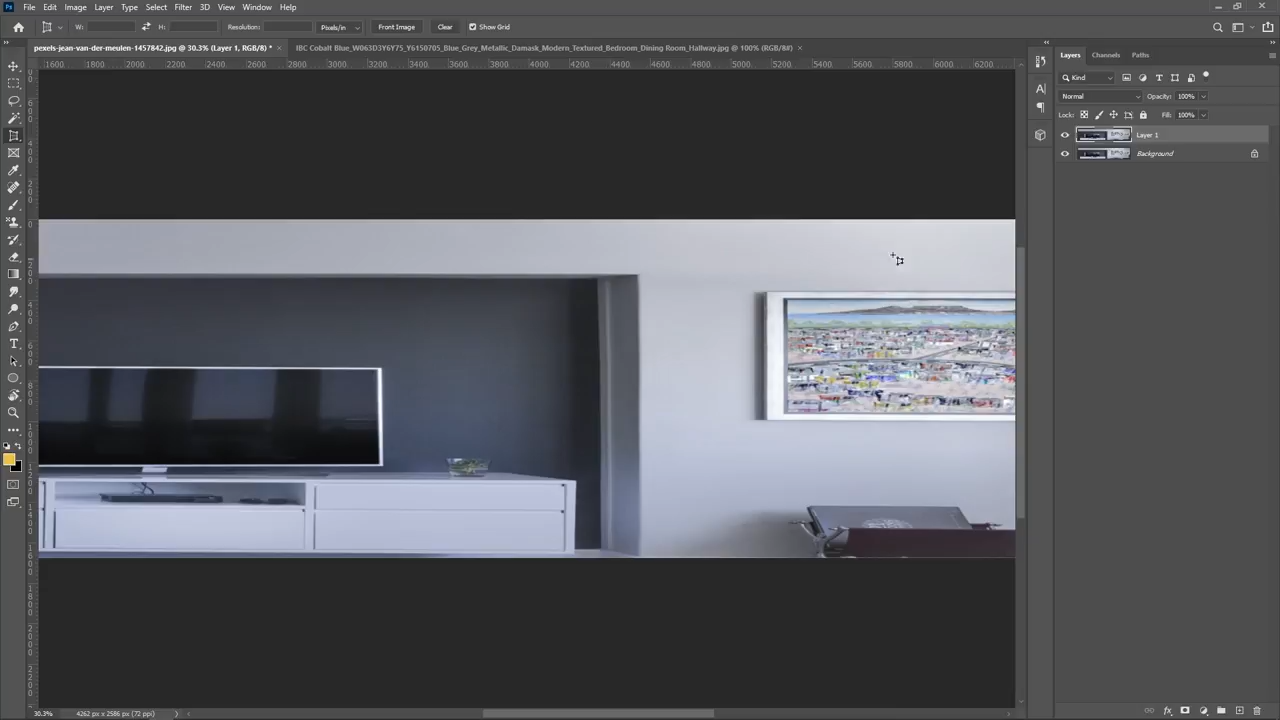 Ps File Edit Image Layer Type Select Filter 3D View Window Help
W: H: Resolution: Pixels/in Front Image Clear Show Grid
pexels-jean-van-der-meulen-1457842.jpg @ 30.3% (Layer 1, RGB/8) * × IBC Cobalt Blue_W063D3Y6Y75_Y6150705_Blue_Grey_Metallic_Damask_Modern_Textured_Bedroom_Dining Room_Hallway.jpg @ 100% (RGB/8#) ×
1600 1800 2000 2200 2400 2600 2800 3000 3200 3400 3600 3800 4000 4200 4400 4600 4800 5000 5200 5400 5600 5800 6000 6200
Layers Channels Paths
Kind
Normal Opacity: 100%
Lock: Fill: 100%
Layer 1
Background
30.3% 4262 px x 2586 px (72 ppi)